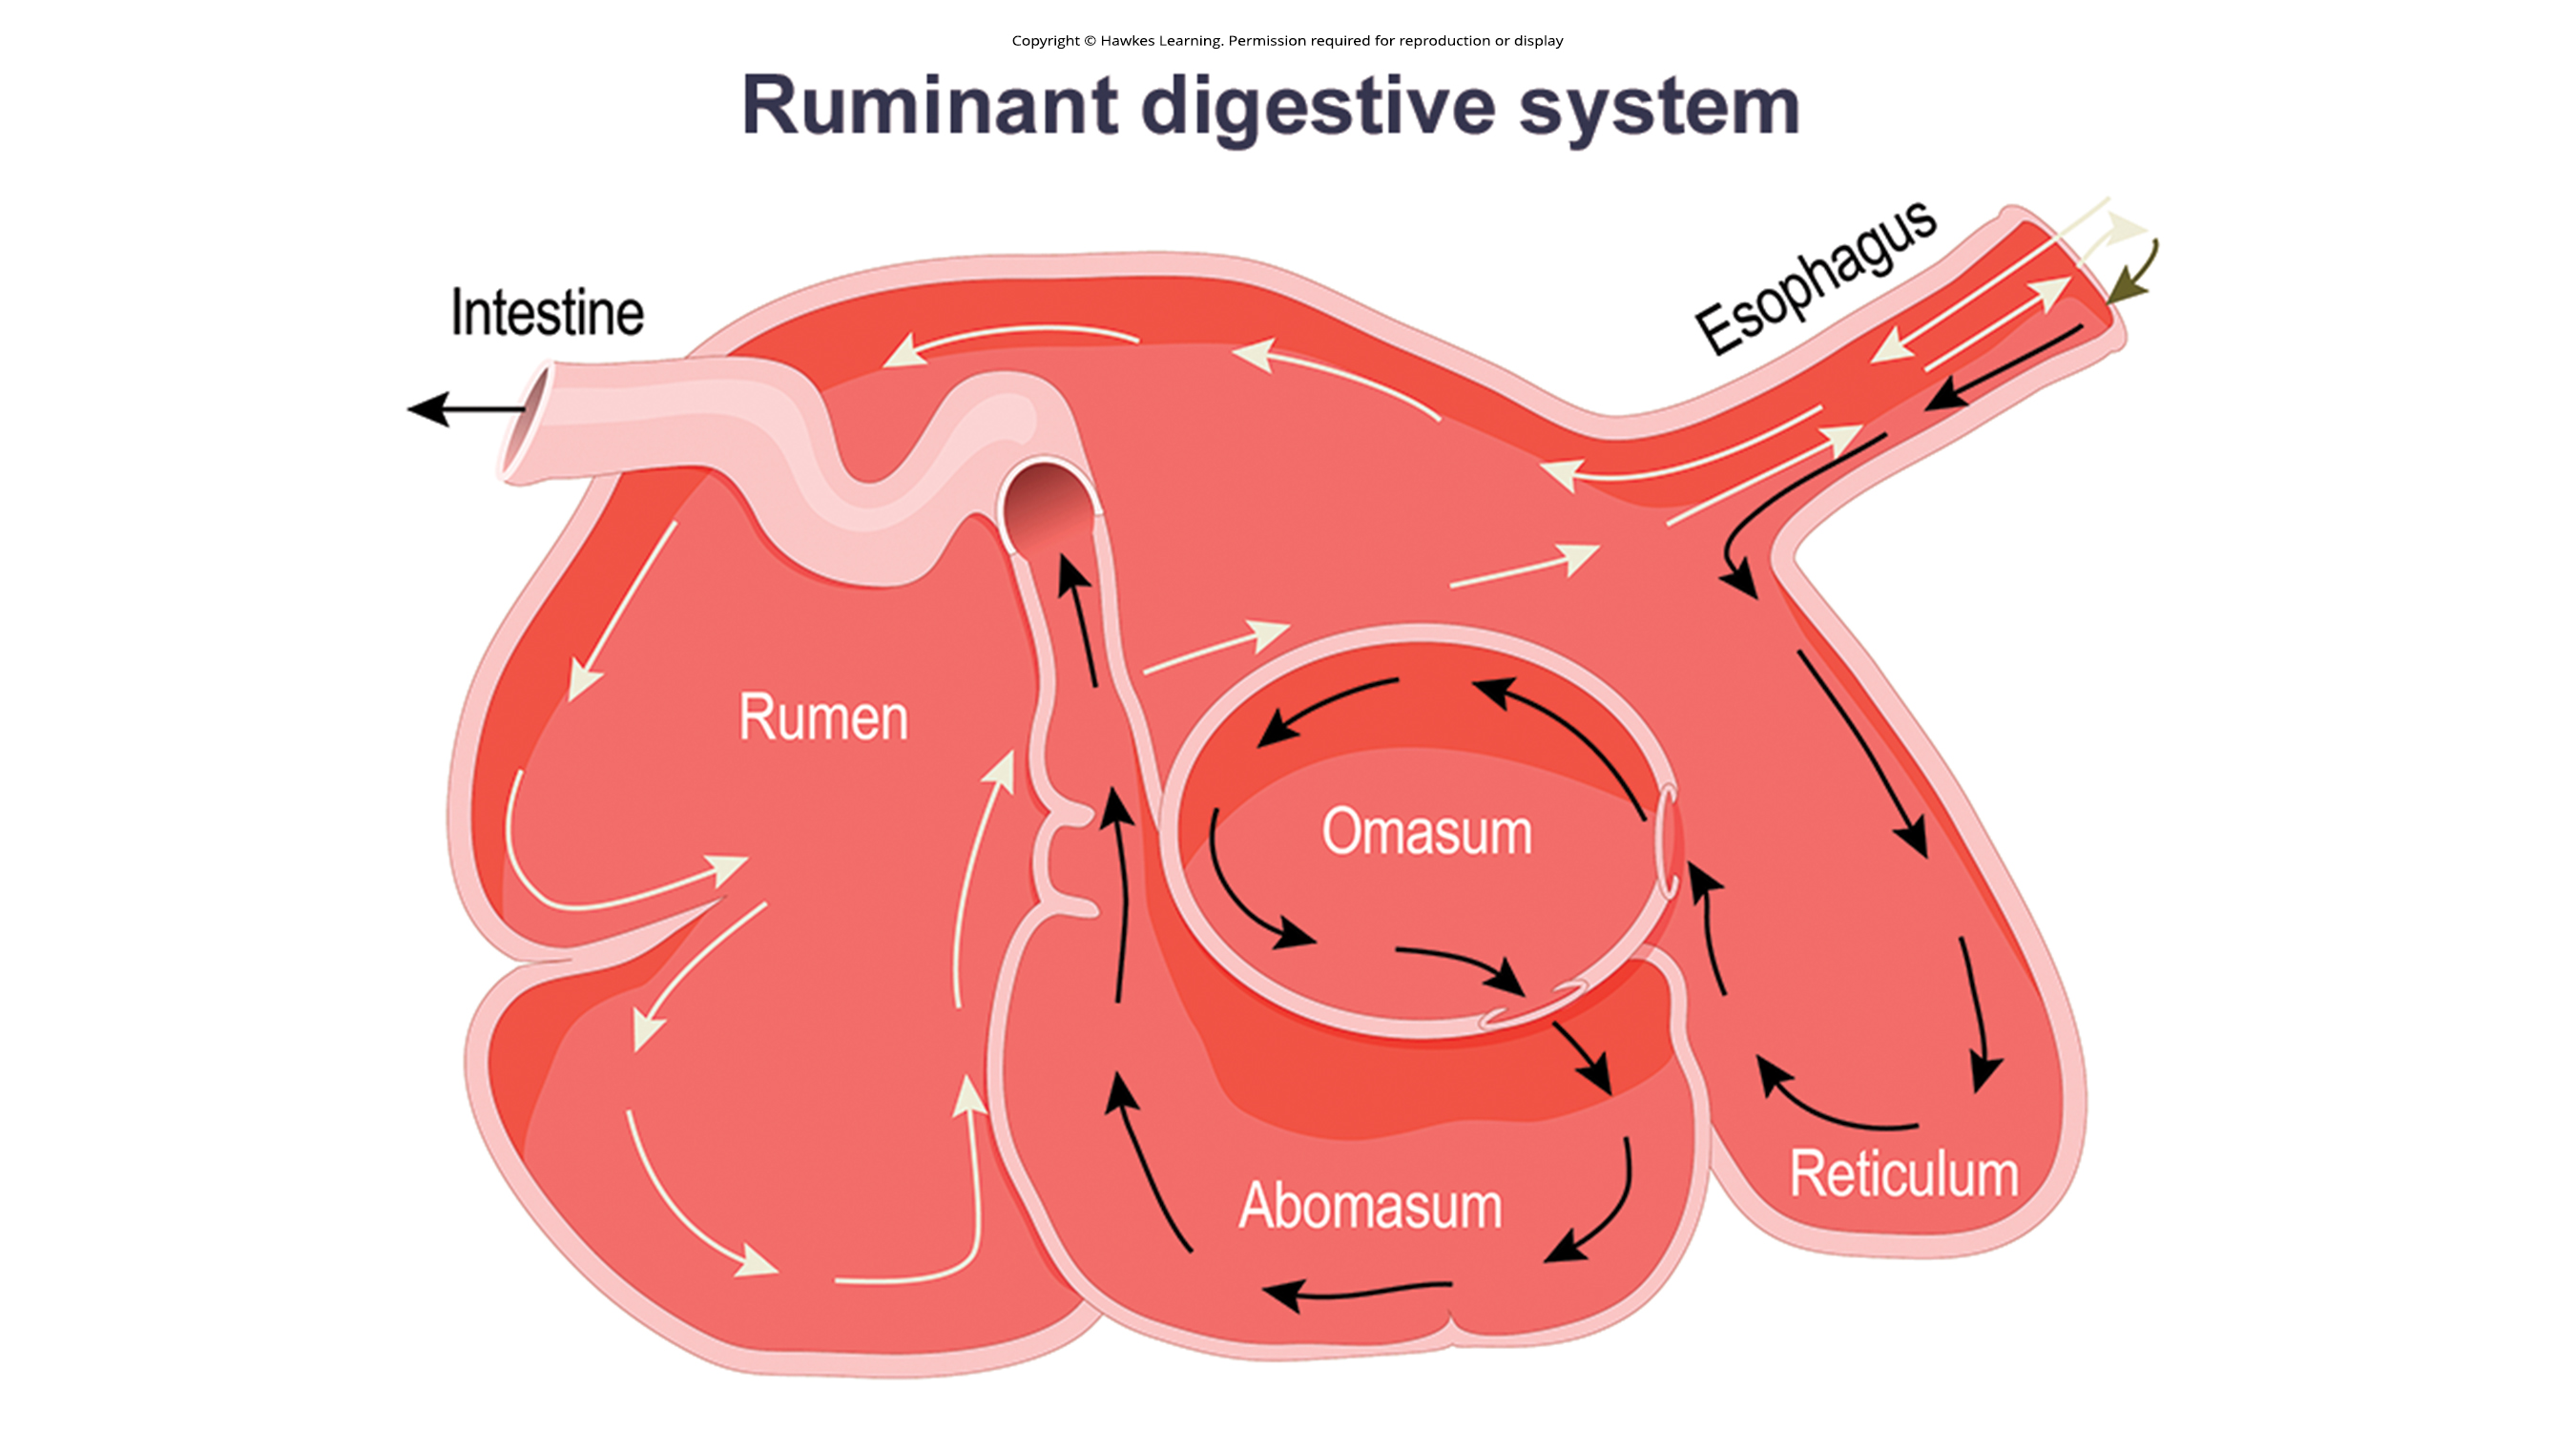 Copyright © Hawkes Learning. Permission required for reproduction or display
Ruminant digestive system
Esophagus
Intestine
Rumen
Omasum
Reticulum
Abomasum